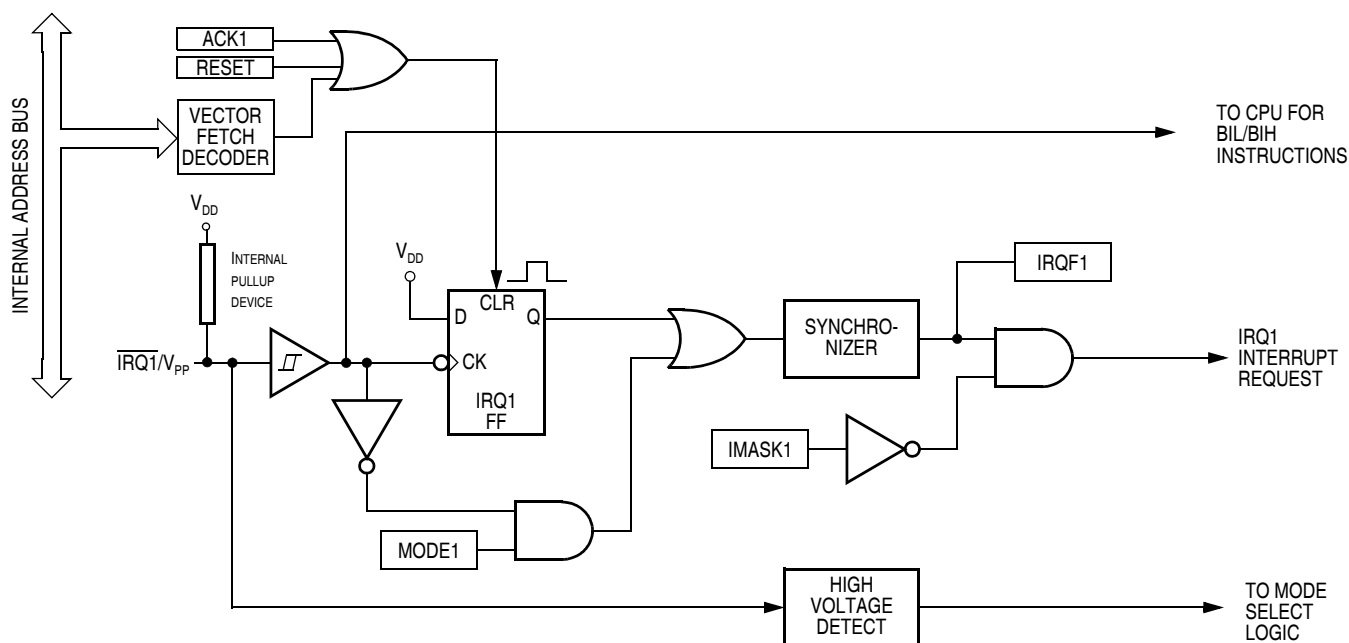 INTERNAL ADDRESS BUS
ACK1
RESET
VECTOR
FETCH
DECODER
TO CPU FOR
BIL/BIH
INSTRUCTIONS
VDD
INTERNAL
PULLUP
DEVICE
VDD
CLR
D
Q
CK
IRQ1
FF
IRQ1/VPP
SYNCHRO-
NIZER
IRQF1
IRQ1
INTERRUPT
REQUEST
IMASK1
MODE1
HIGH
VOLTAGE
DETECT
TO MODE
SELECT
LOGIC